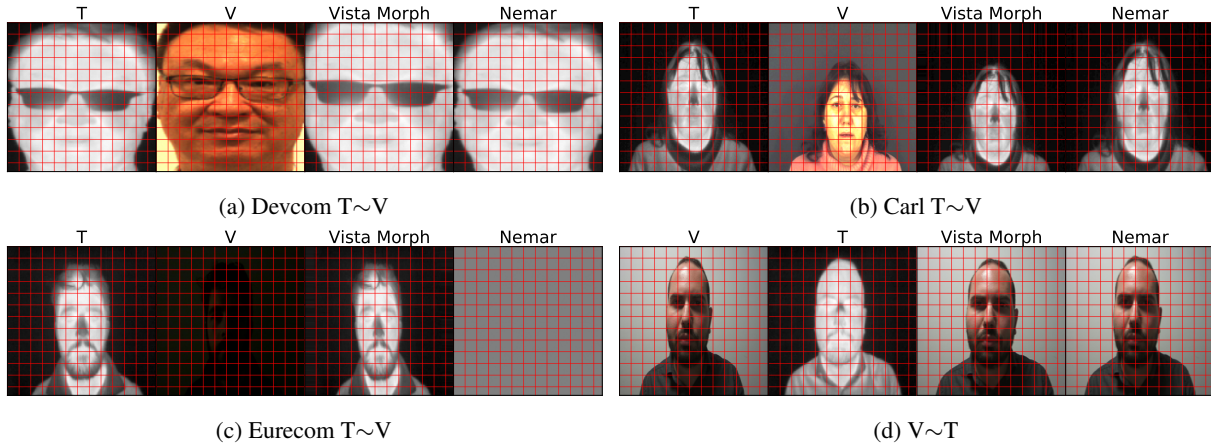 T V Vista Morph Nemar
T V Vista Morph Nemar
(a) Devcom T∼V
(b) Carl T∼V
T V Vista Morph Nemar
V T Vista Morph Nemar
(c) Eurecom T∼V
(d) V∼T